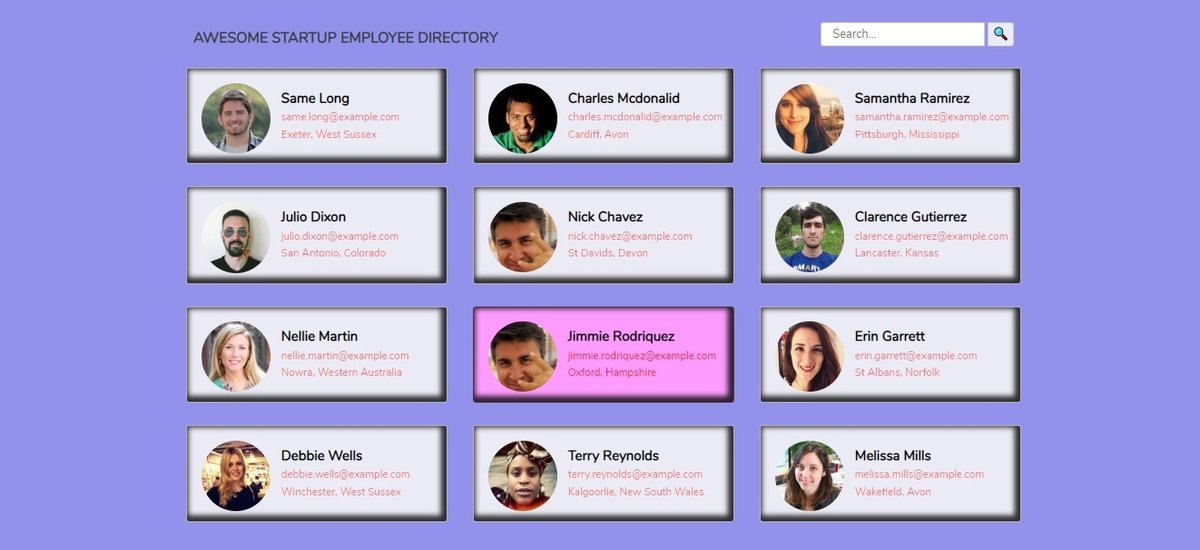 AWESOME STARTUP EMPLOYEE DIRECTORY
Search...
Same Long
same.long@example.com
Exeter, West Sussex
Charles Mcdonalid
charles.mcdonalid@example.com
Cardiff, Avon
Samantha Ramirez
samantha.ramirez@example.com
Pittsburgh, Mississippi
Julio Dixon
julio.dixon@example.com
San Antonio, Colorado
Nick Chavez
nick.chavez@example.com
St Davids, Devon
Clarence Gutierrez
clarence.gutierrez@example.com
Lancaster, Kansas
SMART
Nellie Martin
nellie.martin@example.com
Nowra, Western Australia
Jimmie Rodriquez
jimmie.rodriquez@example.com
Oxford, Hampshire
Erin Garrett
erin.garrett@example.com
St Albans, Norfolk
Debbie Wells
debbie.wells@example.com
Winchester, West Sussex
Terry Reynolds
terry.reynolds@example.com
Kalgoorlie, New South Wales
Melissa Mills
melissa.mills@example.com
Wakefield, Avon